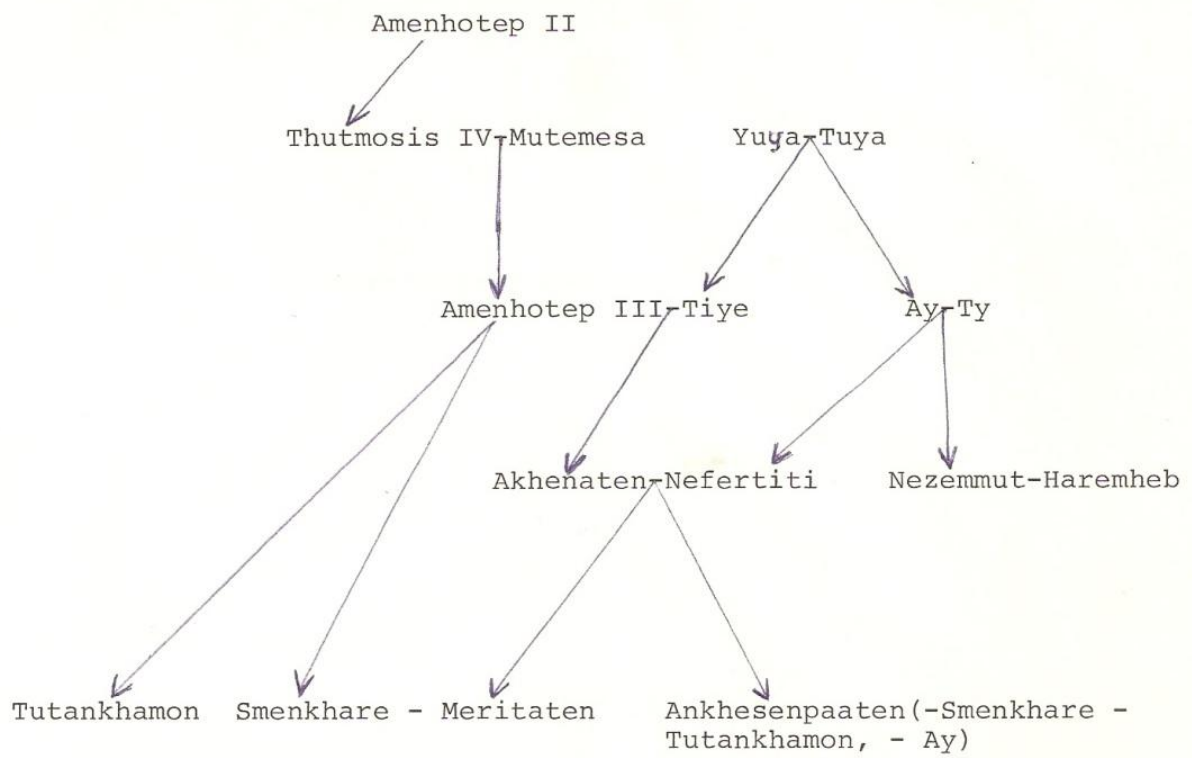 Amenhotep II
Thutmosis IV-Mutemesa Yuya-Tuya
Amenhotep III-Tiye Ay-Ty
Akhenaten-Nefertiti Nezemmut-Haremheb
Tutankhamon Smenkhare - Meritaten Ankhesenpaaten(-Smenkhare -
Tutankhamon, - Ay)